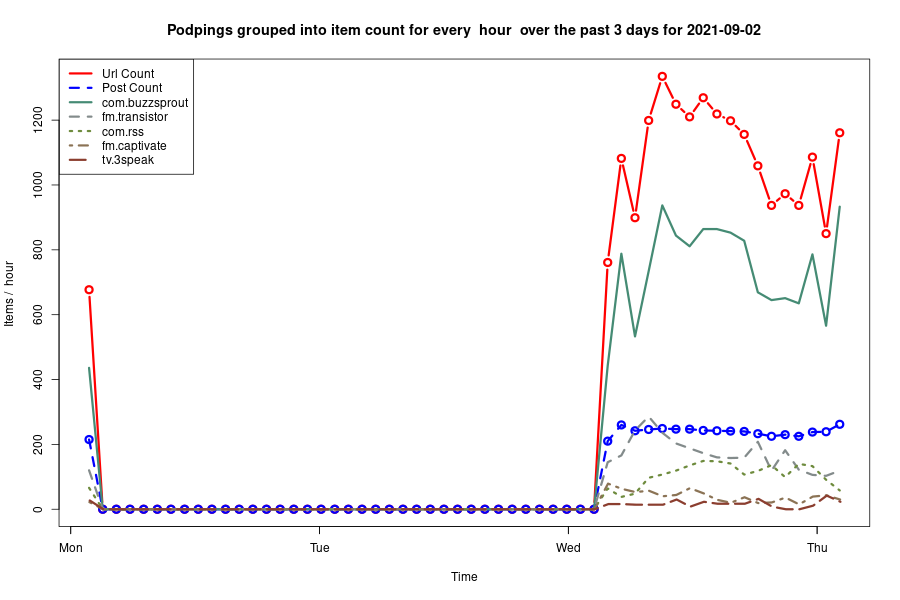 Podpings grouped into item count for every  hour  over the past 3 days for 2021-09-02
Url Count
Post Count
com.buzzsprout
fm.transistor
com.rss
fm.captivate
tv.3speak
Items /  hour
1200
1000
800
600
400
200
0
Mon
Tue
Wed
Thu
Time